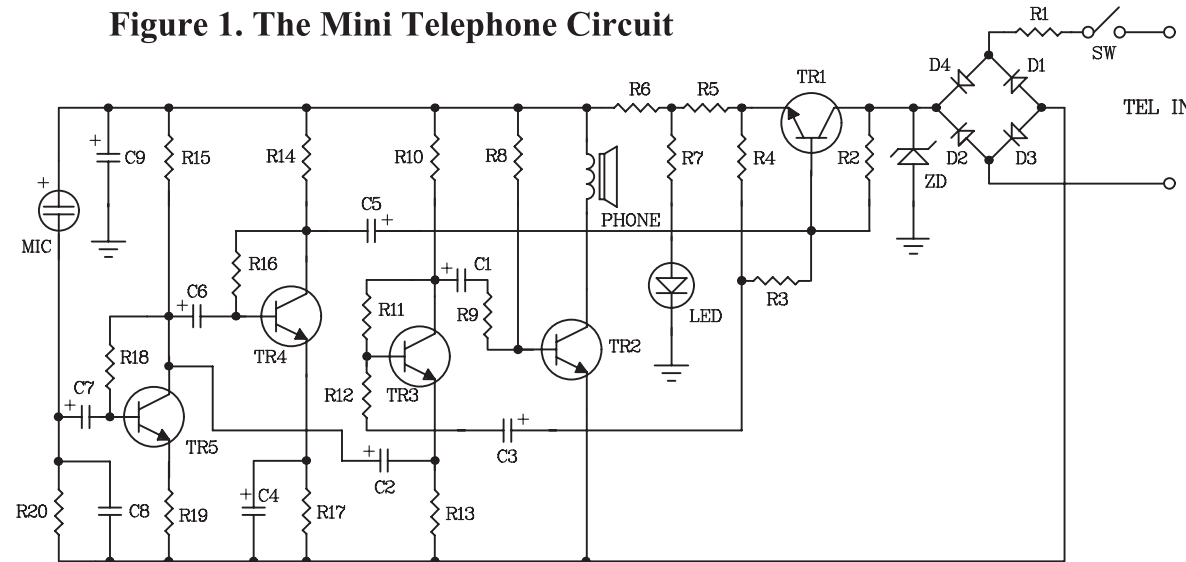 Figure 1. The Mini Telephone Circuit
R1
SW
TR1
D4
D1
R6
R5
TEL IN
C9
R15
R14
R10
R8
R7
R4
R2
D2
D3
ZD
+
+
MIC
C5
+
PHONE
R16
C6
+
+
C1
R3
R11
R9
LED
R18
TR4
TR2
C7
+
R12
TR3
+
TR5
+
C3
C2
R20
C8
R19
+
C4
R17
R13